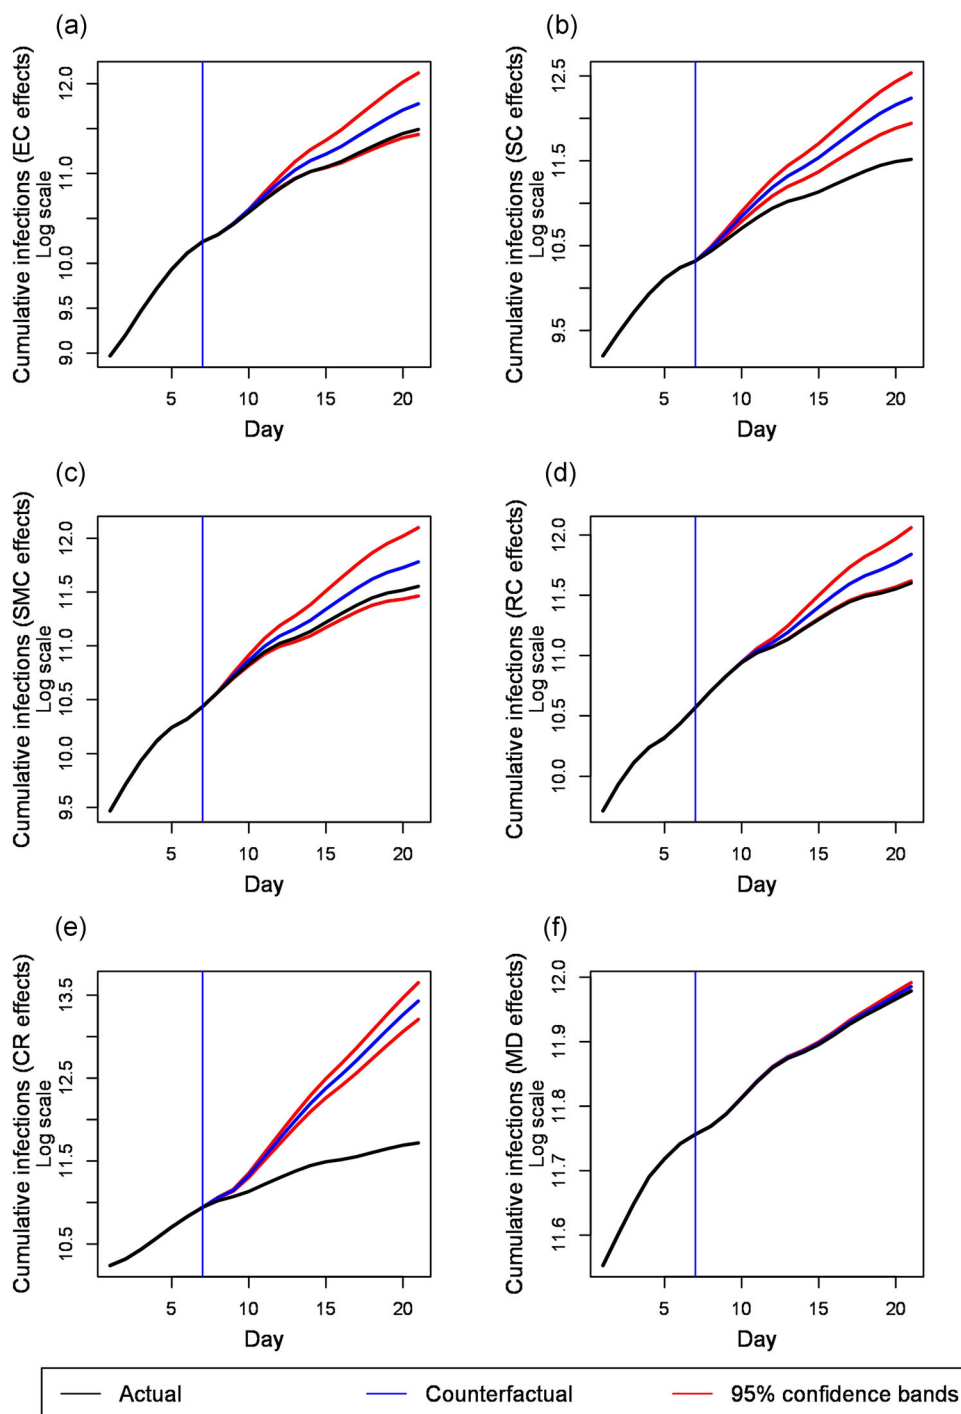 (a)
Cumulative infections (EC effects)
Log scale
9.0 9.5 10.0 11.0 12.0
5 10 15 20
Day
(b)
Cumulative infections (SC effects)
Log scale
9.5 10.5 11.5 12.5
5 10 15 20
Day
(c)
Cumulative infections (SMC effects)
Log scale
9.5 10.0 10.5 11.0 11.5 12.0
5 10 15 20
Day
(d)
Cumulative infections (RC effects)
Log scale
10.0 10.5 11.0 11.5 12.0
5 10 15 20
Day
(e)
Cumulative infections (CR effects)
Log scale
10.5 11.5 12.5 13.5
5 10 15 20
Day
(f)
Cumulative infections (MD effects)
Log scale
11.6 11.7 11.8 11.9 12.0
5 10 15 20
Day
Actual Counterfactual 95% confidence bands